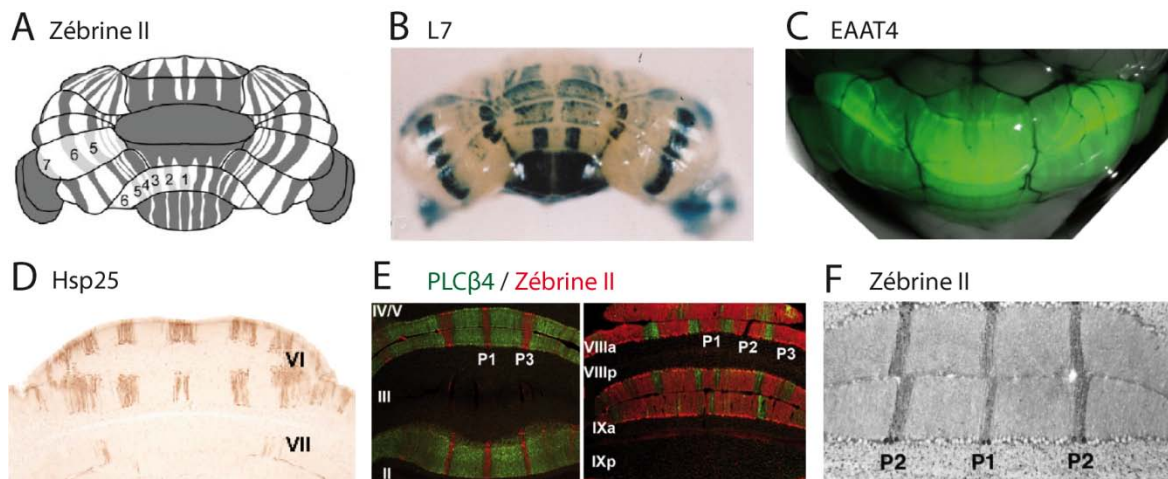 A Zébrine II
7 6 5 6 5 4 3 2 1
B L7
C EAAT4
D Hsp25
VI
VII
E PLCβ4 / Zébrine II
IV/V
P1 P3
III
II
VIIIa
P1 P2 P3
VIIIp
IXa
IXp
F Zébrine II
P2 P1 P2